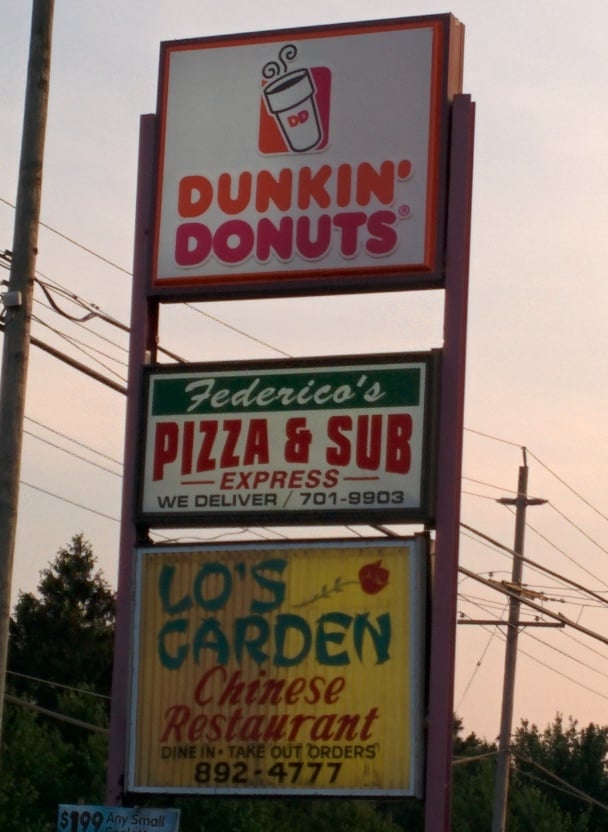 DD
DUNKIN'
DONUTS®
Federico's
PIZZA & SUB
EXPRESS
WE DELIVER / 701-9903
LO'S
GARDEN
Chinese
Restaurant
DINE IN • TAKE OUT ORDERS
892-4777
$1.99 Any Small